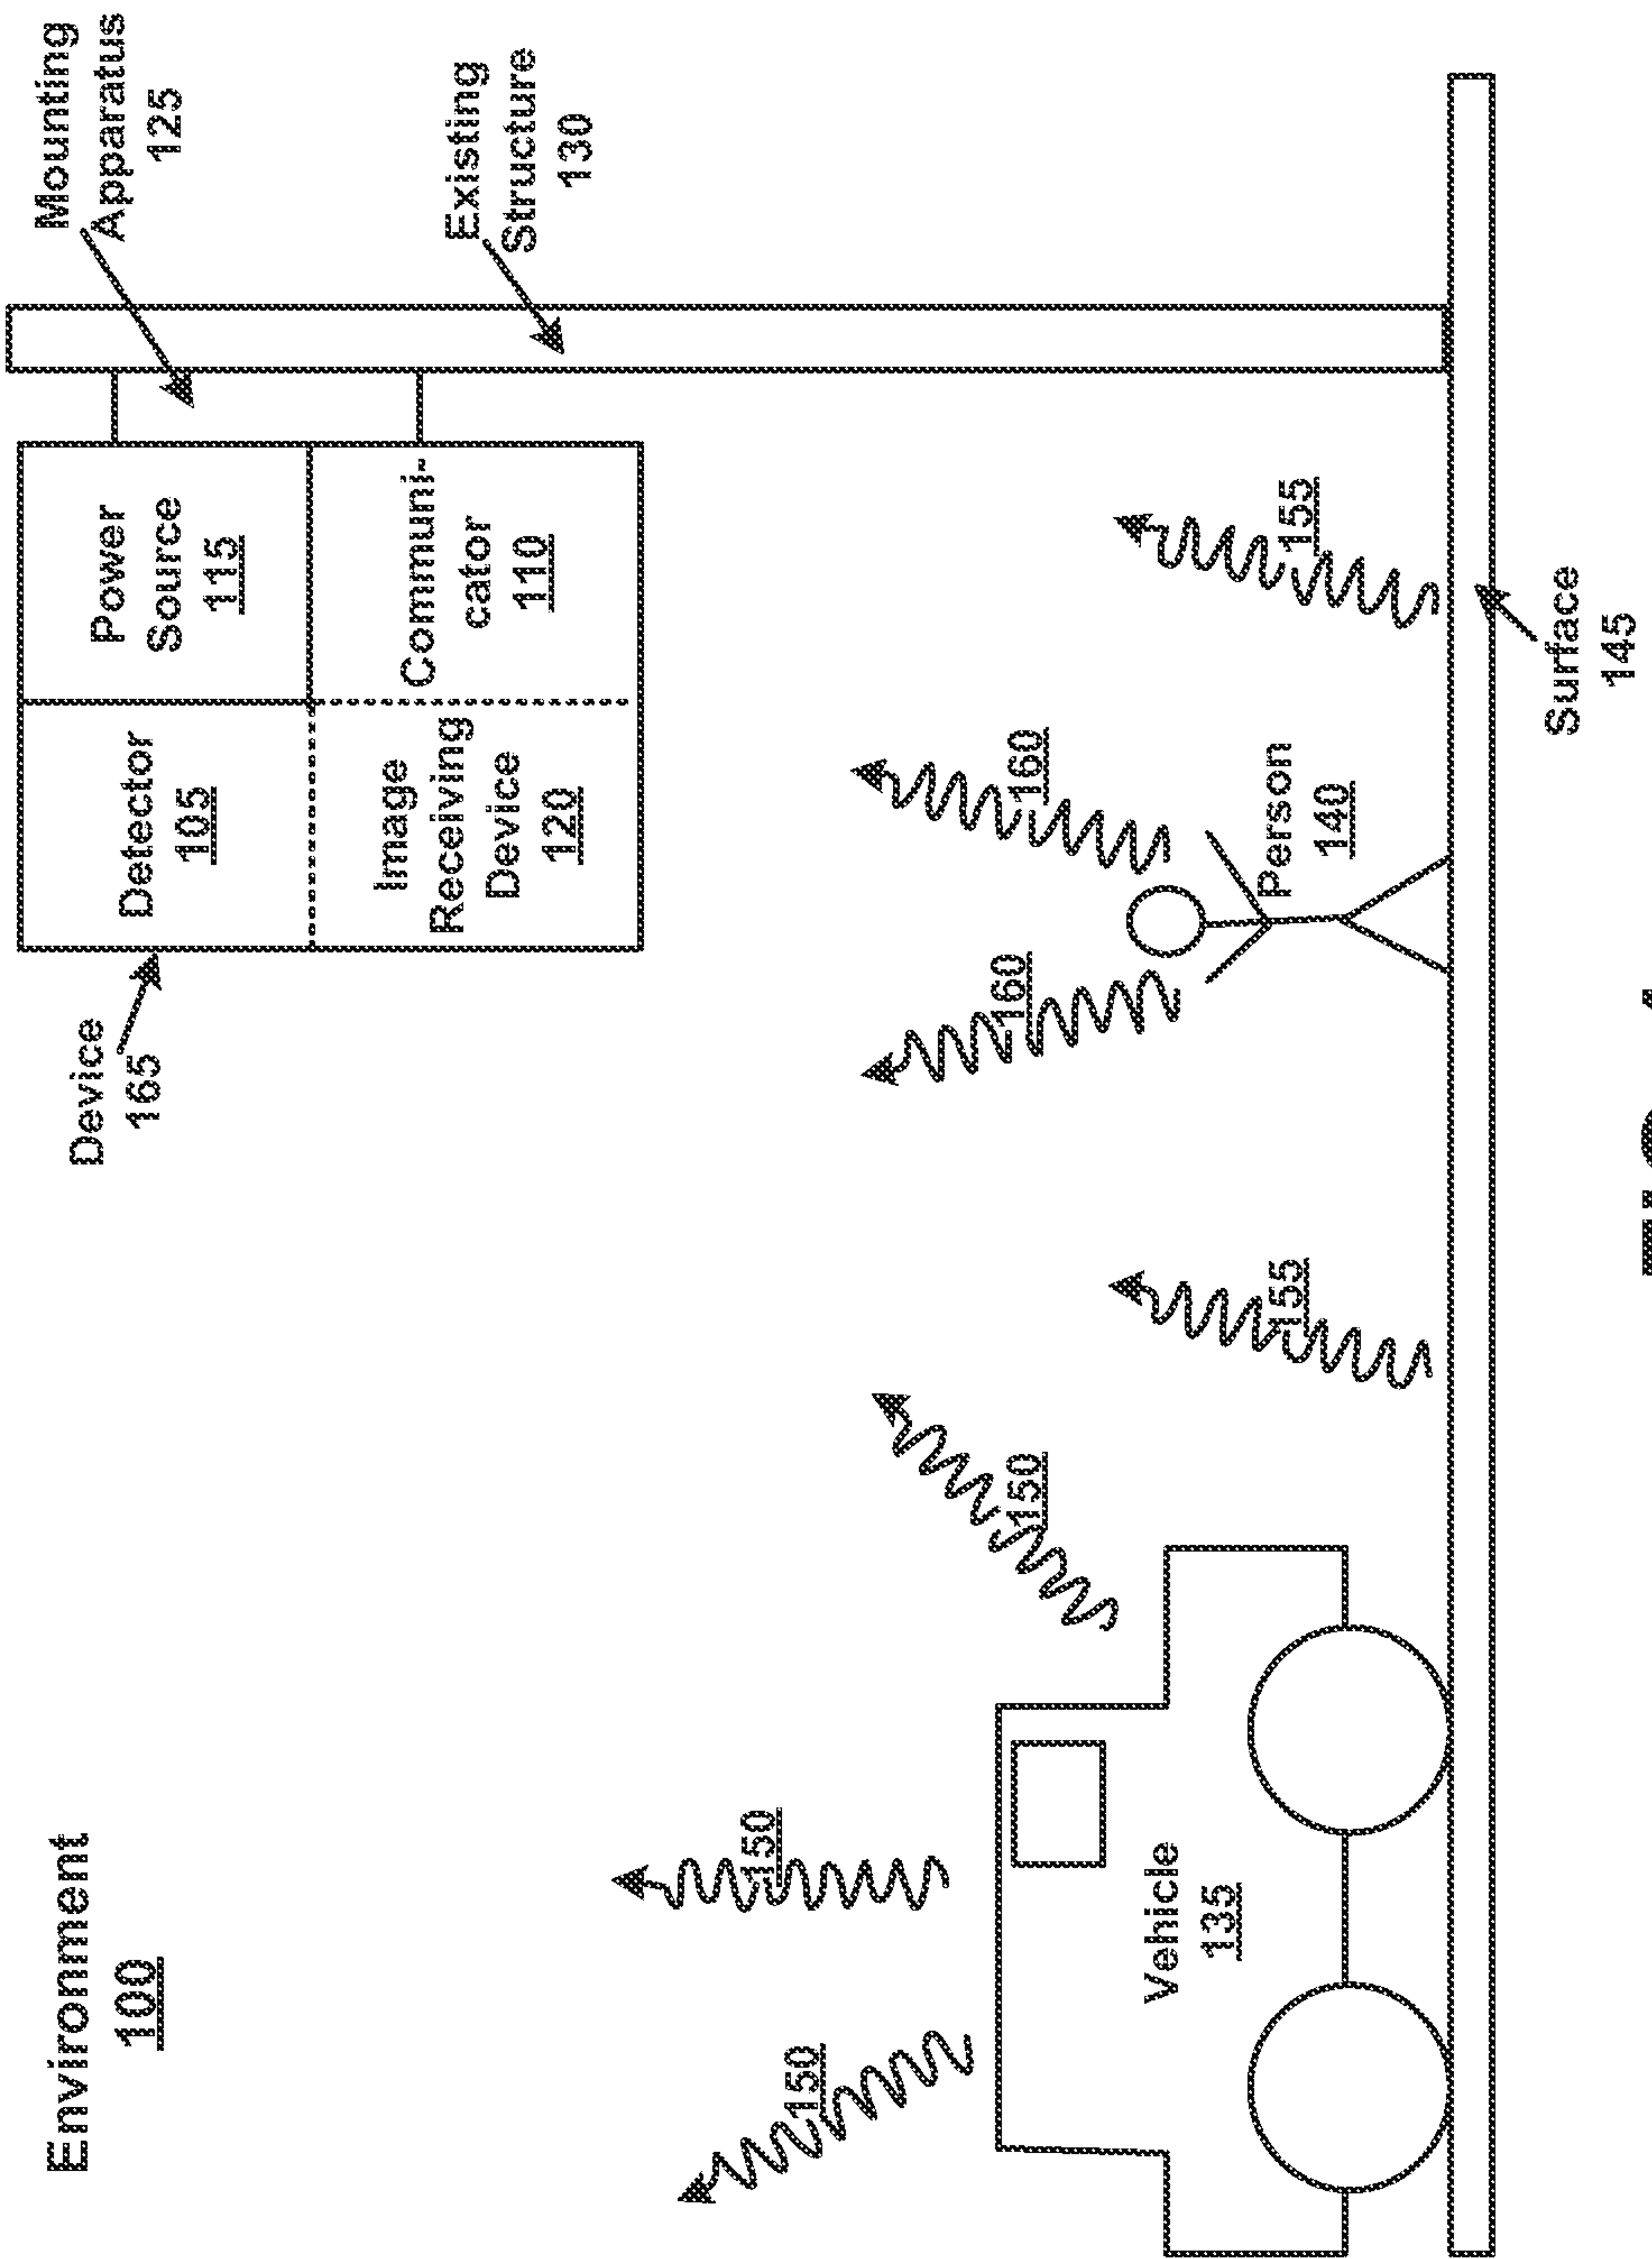 Environment
100
Device
165
Detector
105
Power
Source
115
Image
Receiving
Device
120
Communi-
cator
110
Mounting
Apparatus
125
Existing
Structure
130
150
150
150
Vehicle
135
155
160
160
Person
140
155
Surface
145